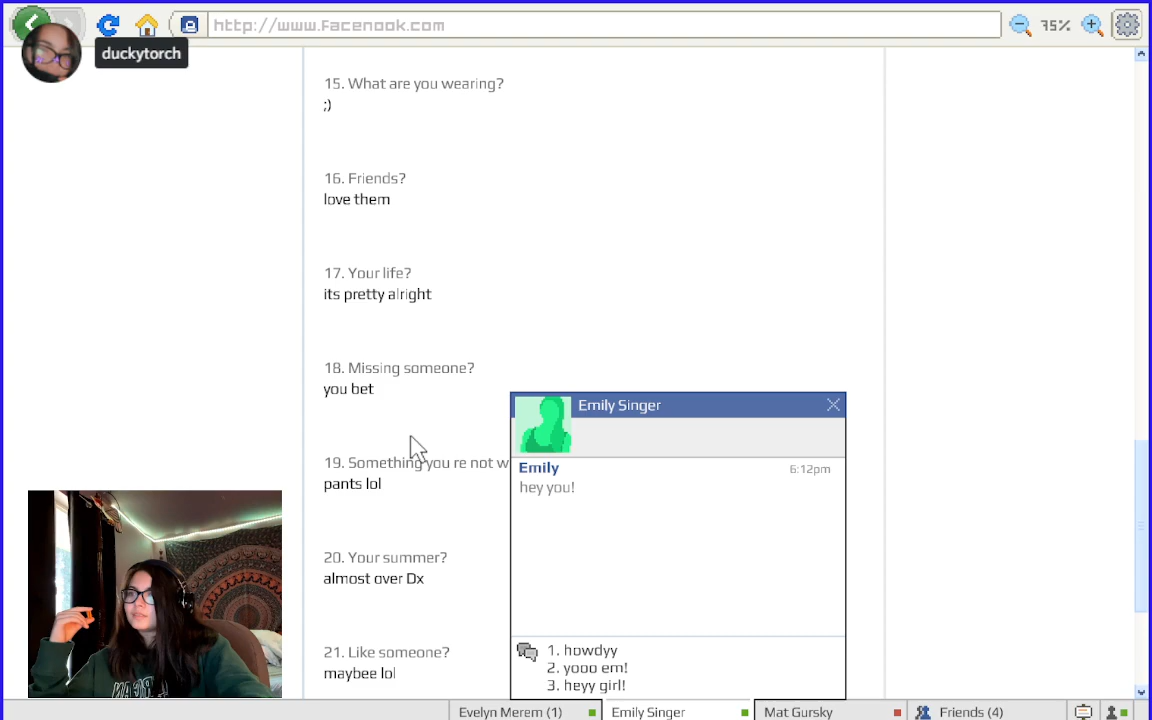 http://www.Facenook.com
75%
duckytorch
15. What are you wearing?
;)
16. Friends?
love them
17. Your life?
its pretty alright
18. Missing someone?
you bet
19. Something you re not w
pants lol
20. Your summer?
almost over Dx
21. Like someone?
maybee lol
Emily Singer
Emily 6:12pm
hey you!
1. howdyy
2. yooo em!
3. heyy girl!
Evelyn Merem (1) Emily Singer Mat Gursky Friends (4)